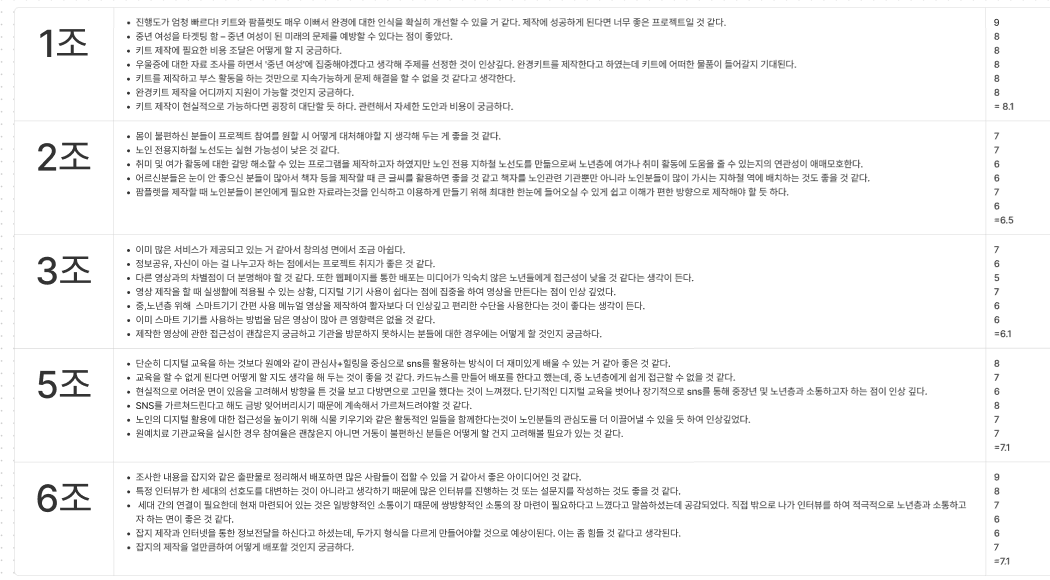 1조
• 진행도가 엄청 빠르다! 키트와 팜플렛도 매우 이뻐서 완경에 대한 인식을 확실히 개선할 수 있을 거 같다. 제작에 성공하게 된다면 너무 좋은 프로젝트일 것 같다.
• 중년 여성을 타겟팅 함 – 중년 여성이 된 미래의 문제를 예방할 수 있다는 점이 좋았다.
• 키트 제작에 필요한 비용 조달은 어떻게 할 지 궁금하다.
• 우울증에 대한 자료 조사를 하면서 '중년 여성'에 집중해야겠다고 생각해 주제를 선정한 것이 인상깊다. 완경키트를 제작한다고 하였는데 키트에 어떠한 물품이 들어갈지 기대된다.
• 키트를 제작하고 부스 활동을 하는 것만으로 지속가능하게 문제 해결을 할 수 없을 것 같다고 생각한다.
• 완경키트 제작을 어디까지 지원이 가능할 것인지 궁금하다.
• 키트 제작이 현실적으로 가능하다면 굉장히 대단할 듯 하다. 관련해서 자세한 도안과 비용이 궁금하다.
9
8
8
8
8
8
= 8.1
2조
• 몸이 불편하신 분들이 프로젝트 참여를 원할 시 어떻게 대처해야할 지 생각해 두는 게 좋을 것 같다.
• 노인 전용지하철 노선도는 실현 가능성이 낮은 것 같다.
• 취미 및 여가 활동에 대한 갈망 해소할 수 있는 프로그램을 제작하고자 하였지만 노인 전용 지하철 노선도를 만듦으로써 노년층에 여가나 취미 활동에 도움을 줄 수 있는지의 연관성이 애매모호한다.
• 어르신분들은 눈이 안 좋으신 분들이 많아서 책자 등을 제작할 때 큰 글씨를 활용하면 좋을 것 같고 책자를 노인관련 기관뿐만 아니라 노인분들이 많이 가시는 지하철 역에 배치하는 것도 좋을 것 같다.
• 팜플렛을 제작할 때 노인분들이 본인에게 필요한 자료라는것을 인식하고 이용하게 만들기 위해 최대한 한눈에 들어오실 수 있게 쉽고 이해가 편한 방향으로 제작해야 할 듯 하다.
7
7
6
6
7
6
=6.5
3조
• 이미 많은 서비스가 제공되고 있는 거 같아서 창의성 면에서 조금 아쉽다.
• 정보공유, 자신이 아는 걸 나누고자 하는 점에서는 프로젝트 취지가 좋은 것 같다.
• 다른 영상과의 차별점이 더 분명해야 할 것 같다. 또한 웹페이지를 통한 배포는 미디어가 익숙치 않은 노년들에게 접근성이 낮을 것 같다는 생각이 든다.
• 영상 제작을 할 때 실생활에 적용될 수 있는 상황, 디지털 기기 사용이 쉽다는 점에 집중을 하여 영상을 만든다는 점이 인상 깊었다.
• 중,노년층을 위해 스마트기기 간편 사용 메뉴얼 영상을 제작하여 활자보다 더 인상깊고 편리한 수단을 사용한다는 것이 좋다는 생각이 든다.
• 이미 스마트 기기를 사용하는 방법을 담은 영상이 많아 큰 영향력은 없을 것 같다.
• 제작한 영상에 관한 접근성이 괜찮은지 궁금하고 기관을 방문하지 못하시는 분들에 대한 경우에는 어떻게 할 것인지 궁금하다.
7
6
5
7
6
6
=6.1
5조
• 단순히 디지털 교육을 하는 것보다 원예와 같이 관심사+힐링을 중심으로 sns를 활용하는 방식이 더 재미있게 배울 수 있는 거 같아 좋은 것 같다.
• 교육을 할 수 없게 된다면 어떻게 할 지도 생각을 해 두는 것이 좋을 것 같다. 카드뉴스를 만들어 배포를 한다고 했는데, 중 노년층에게 쉽게 접근할 수 없을 것 같다.
• 현실적으로 어려운 면이 있음을 고려해서 방향을 튼 것을 보고 다방면으로 고민을 했다는 것이 느껴졌다. 단기적인 디지털 교육을 벗어나 장기적으로 sns를 통해 중장년 및 노년층과 소통하고자 하는 점이 인상 깊다.
• SNS를 가르쳐드린다고 해도 금방 잊어버리시기 때문에 계속해서 가르쳐드려야할 것 같다.
• 노인의 디지털 활용에 대한 접근성을 높이기 위해 식물 키우기와 같은 활동적인 일들을 함께한다는것이 노인분들의 관심도를 더 이끌어낼 수 있을 듯 하여 인상깊었다.
• 원예치료 기관교육을 실시한 경우 참여율은 괜찮은지 아니면 거동이 불편하신 분들은 어떻게 할 건지 고려해볼 필요가 있는 것 같다.
8
7
6
8
7
7
=7.1
6조
• 조사한 내용을 잡지와 같은 출판물로 정리해서 배포하면 많은 사람들이 접할 수 있을 거 같아서 좋은 아이디어인 것 같다.
• 특정 인터뷰가 한 세대의 선호도를 대변하는 것이 아니라고 생각하기 때문에 많은 인터뷰를 진행하는 것 또는 설문지를 작성하는 것도 좋을 것 같다.
• 세대 간의 연결이 필요한데 현재 마련되어 있는 것은 일방향적인 소통이기 때문에 쌍방향적인 소통의 장 마련이 필요하다고 느꼈다고 말씀하셨는데 공감되었다. 직접 밖으로 나가 인터뷰를 하여 적극적으로 노년층과 소통하고
자 하는 면이 좋은 것 같다.
• 잡지 제작과 인터넷을 통한 정보전달을 하신다고 하셨는데, 두가지 형식을 다르게 만들어야할 것으로 예상이된다. 이는 좀 힘들 것 같다고 생각된다.
• 잡지의 제작을 얼만큼하여 어떻게 배포할 것인지 궁금하다.
9
8
7
6
6
7
=7.1